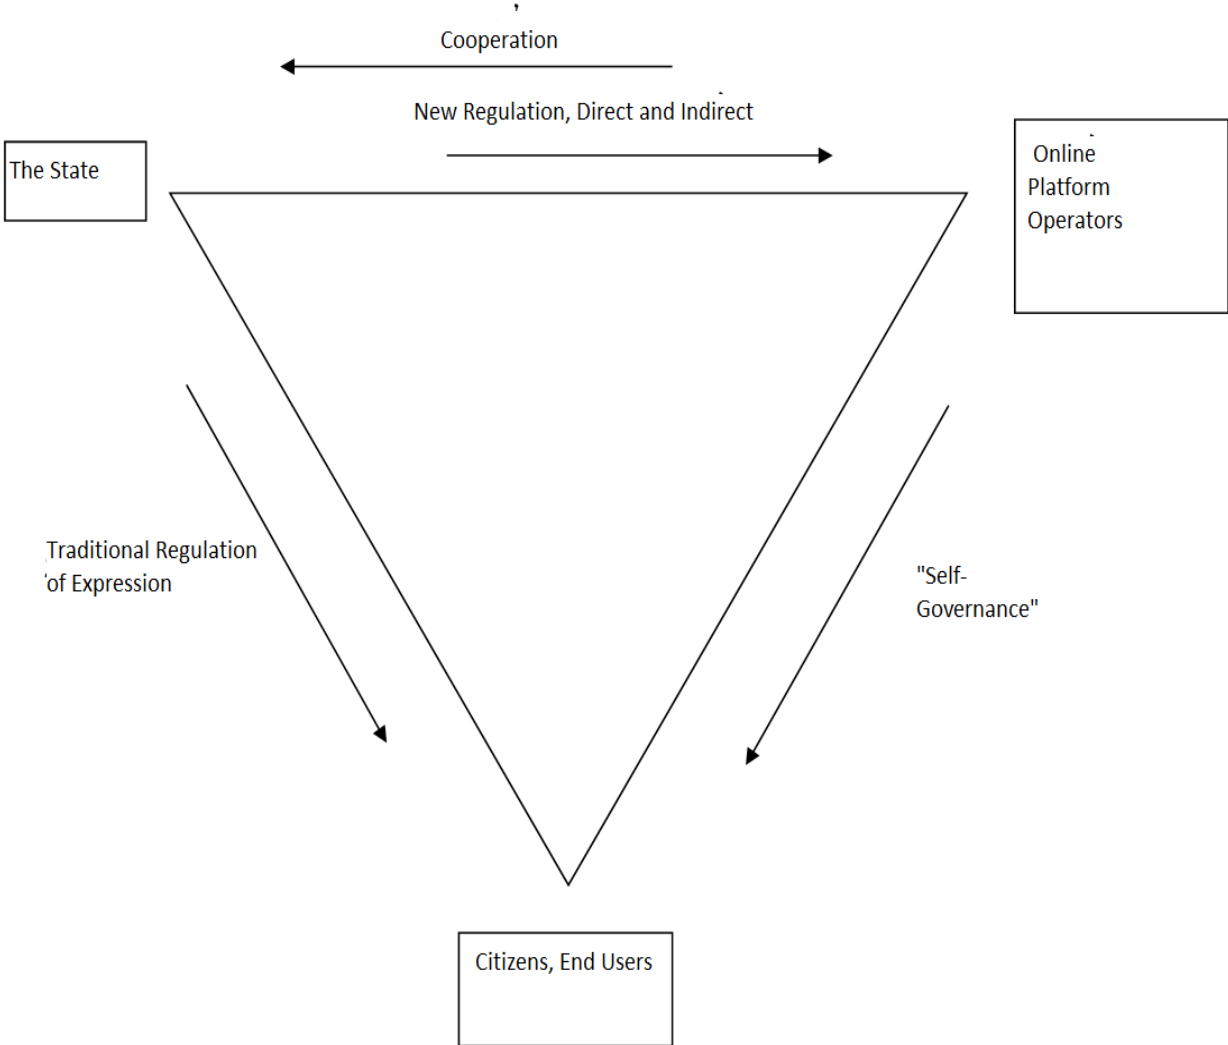 Cooperation
New Regulation, Direct and Indirect
The State
Online
Platform
Operators
Traditional Regulation
of Expression
"Self-
Governance"
Citizens, End Users